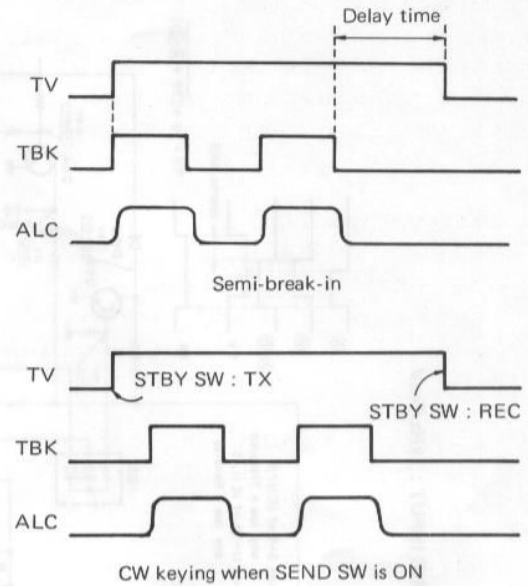 Delay time
TV
TBK
ALC
Semi-break-in
TV
STBY SW : TX
STBY SW : REC
TBK
ALC
CW keying when SEND SW is ON